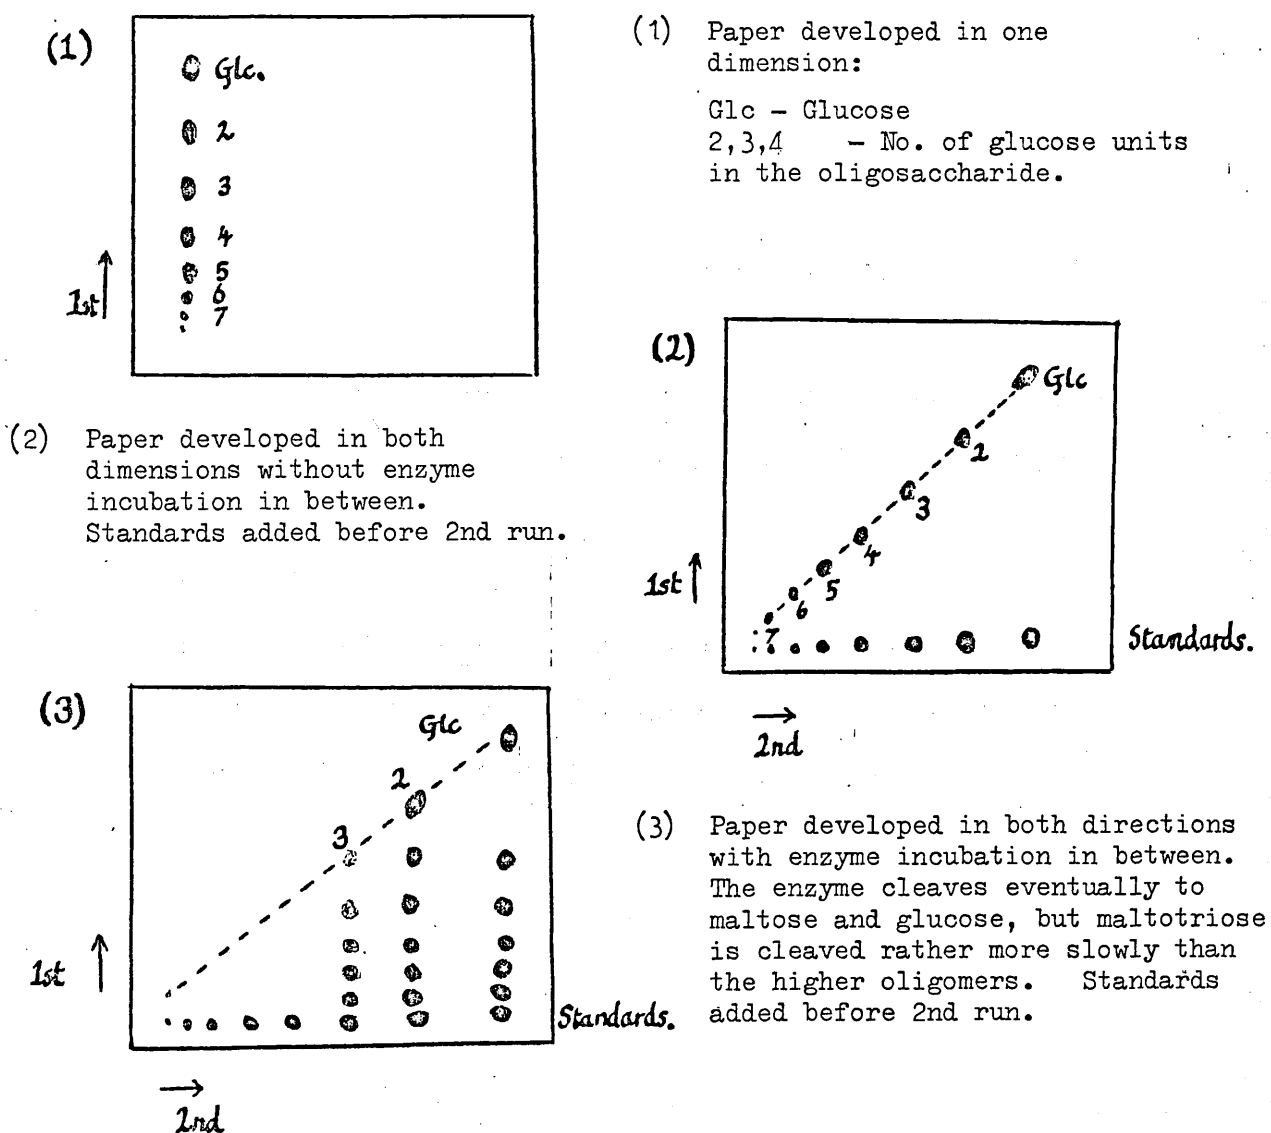 (1)
Glc.
2
3
4
5
6
7
1st
(1) Paper developed in one
dimension:
Glc – Glucose
2,3,4 – No. of glucose units
in the oligosaccharide.
(2) Paper developed in both
dimensions without enzyme
incubation in between.
Standards added before 2nd run.
(2)
Glc
2
3
4
5
6
7
1st
Standards.
2nd
(3)
Glc
2
3
1st
Standards.
2nd
(3) Paper developed in both directions
with enzyme incubation in between.
The enzyme cleaves eventually to
maltose and glucose, but maltotriose
is cleaved rather more slowly than
the higher oligomers. Standards
added before 2nd run.